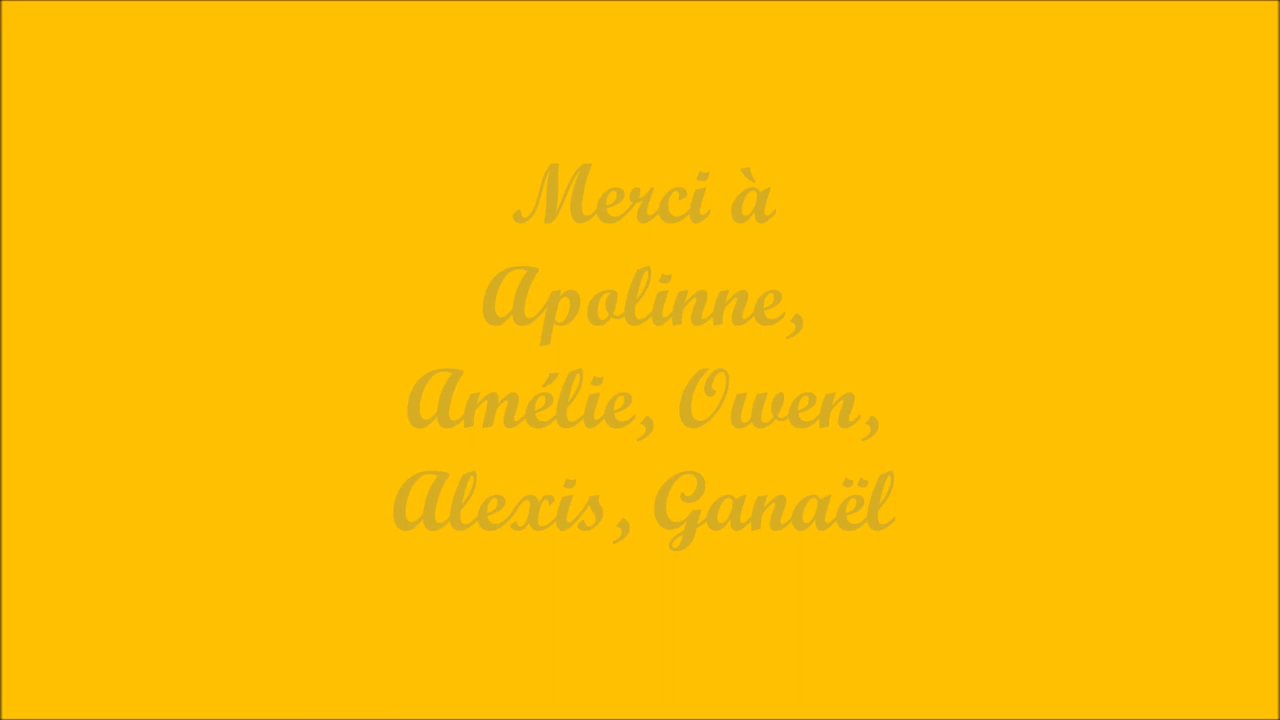 Merci à
Apolinne,
Amélie, Owen,
Alexis, Ganaël